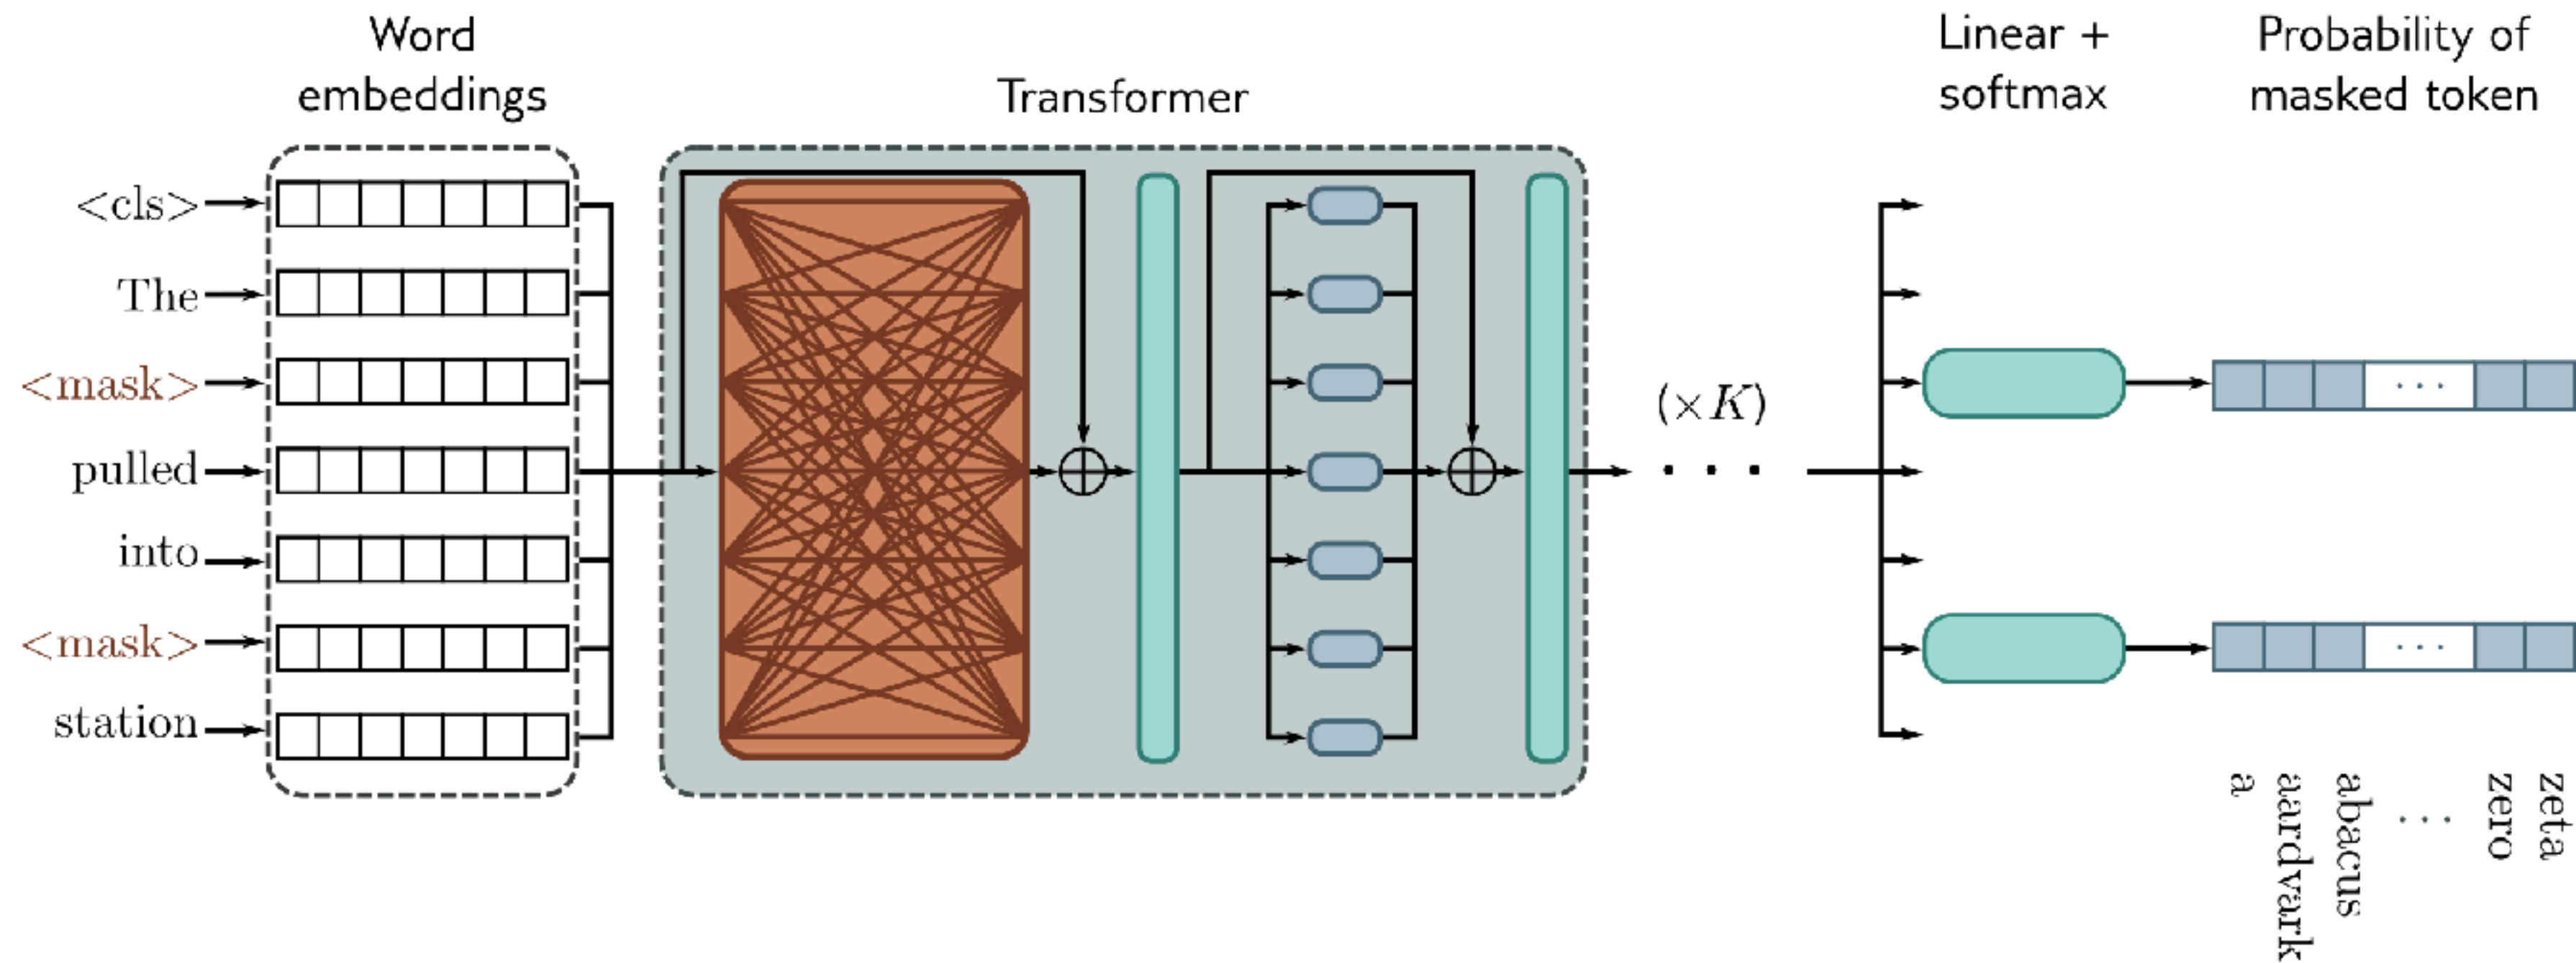 Word
embeddings
Transformer
Linear +
softmax
Probability of
masked token
<cls>
The
<mask>
pulled
into
<mask>
station
(×K)
· · ·
· · ·
· · ·
a
aardvark
abacus
· · ·
zero
zeta